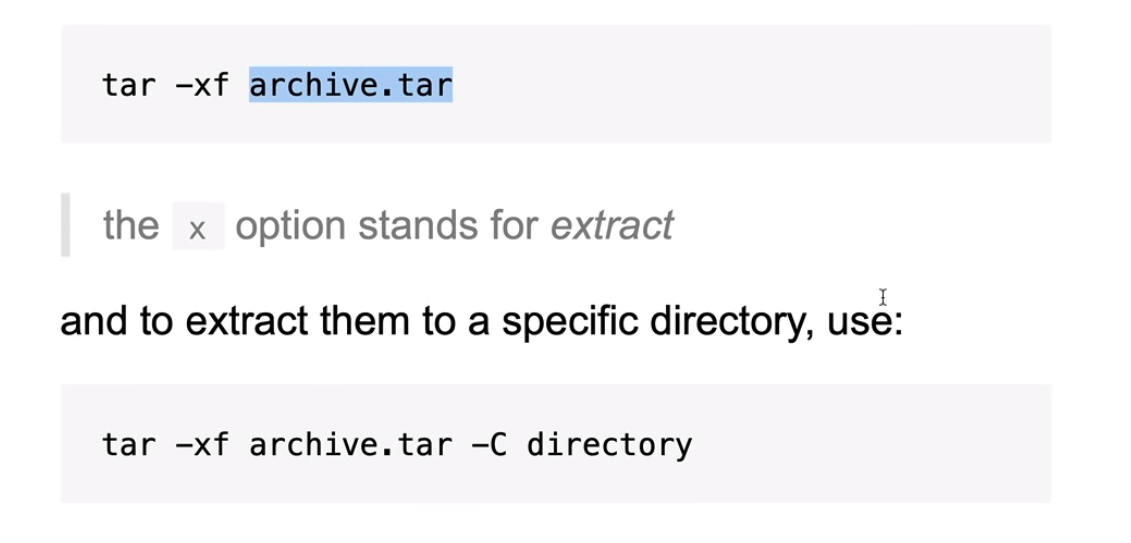 tar -xf archive.tar
the x option stands for extract
and to extract them to a specific directory, use:
tar -xf archive.tar -C directory